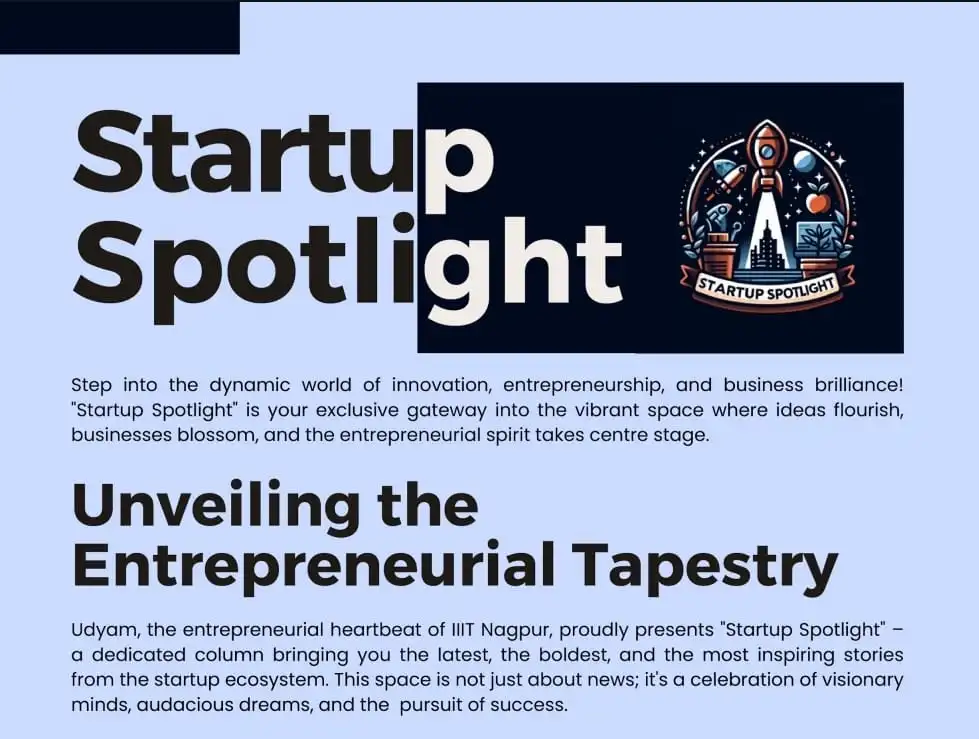 Startup
Spotlight
STARTUP SPOTLIGHT
Step into the dynamic world of innovation, entrepreneurship, and business brilliance!
"Startup Spotlight" is your exclusive gateway into the vibrant space where ideas flourish,
businesses blossom, and the entrepreneurial spirit takes centre stage.
Unveiling the
Entrepreneurial Tapestry
Udyam, the entrepreneurial heartbeat of IIIT Nagpur, proudly presents "Startup Spotlight" –
a dedicated column bringing you the latest, the boldest, and the most inspiring stories
from the startup ecosystem. This space is not just about news; it's a celebration of visionary
minds, audacious dreams, and the  pursuit of success.